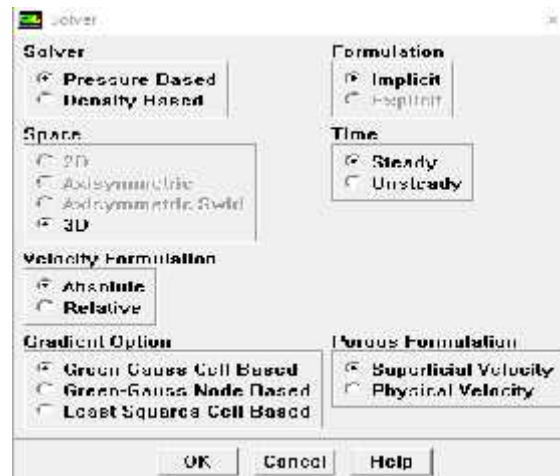 Solver
Solver
Pressure Based
Density Based
Formulation
Implicit
Explicit
Space
2D
Axisymmetric
Axisymmetric Swirl
3D
Time
Steady
Unsteady
Velocity Formulation
Absolute
Relative
Gradient Option
Green-Gauss Cell Based
Green-Gauss Node Based
Least Squares Cell Based
Porous Formulation
Superficial Velocity
Physical Velocity
OK
Cancel
Help